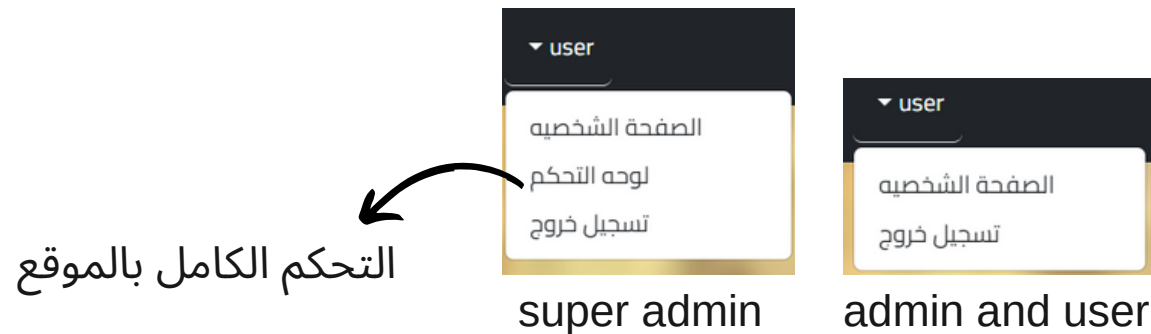 user
الصفحة الشخصيه
لوحه التحكم
تسجيل خروج
super admin
user
الصفحة الشخصيه
تسجيل خروج
admin and user
التحكم الكامل بالموقع